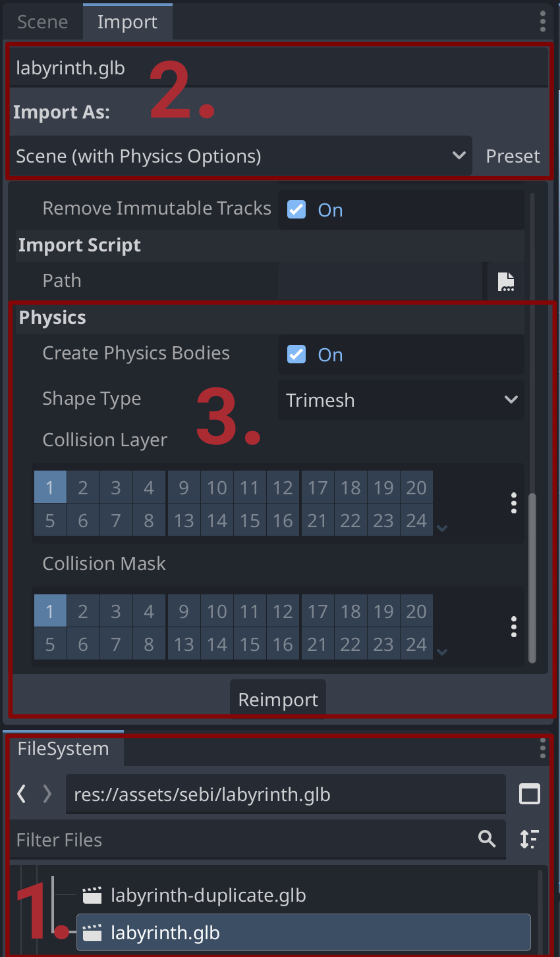 Scene Import
labyrinth.glb
2.
Import As:
Scene (with Physics Options) Preset
Remove Immutable Tracks On
Import Script
Path
Physics
Create Physics Bodies On
Shape Type Trimesh
3.
Collision Layer
1 2 3 4 9 10 11 12 17 18 19 20
5 6 7 8 13 14 15 16 21 22 23 24
Collision Mask
1 2 3 4 9 10 11 12 17 18 19 20
5 6 7 8 13 14 15 16 21 22 23 24
Reimport
FileSystem
res://assets/sebi/labyrinth.glb
Filter Files
1.
labyrinth-duplicate.glb
labyrinth.glb